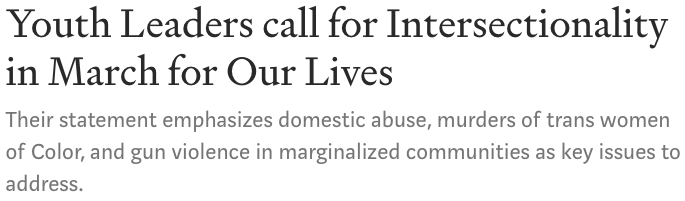 Youth Leaders call for Intersectionality
in March for Our Lives
Their statement emphasizes domestic abuse, murders of trans women
of Color, and gun violence in marginalized communities as key issues to
address.